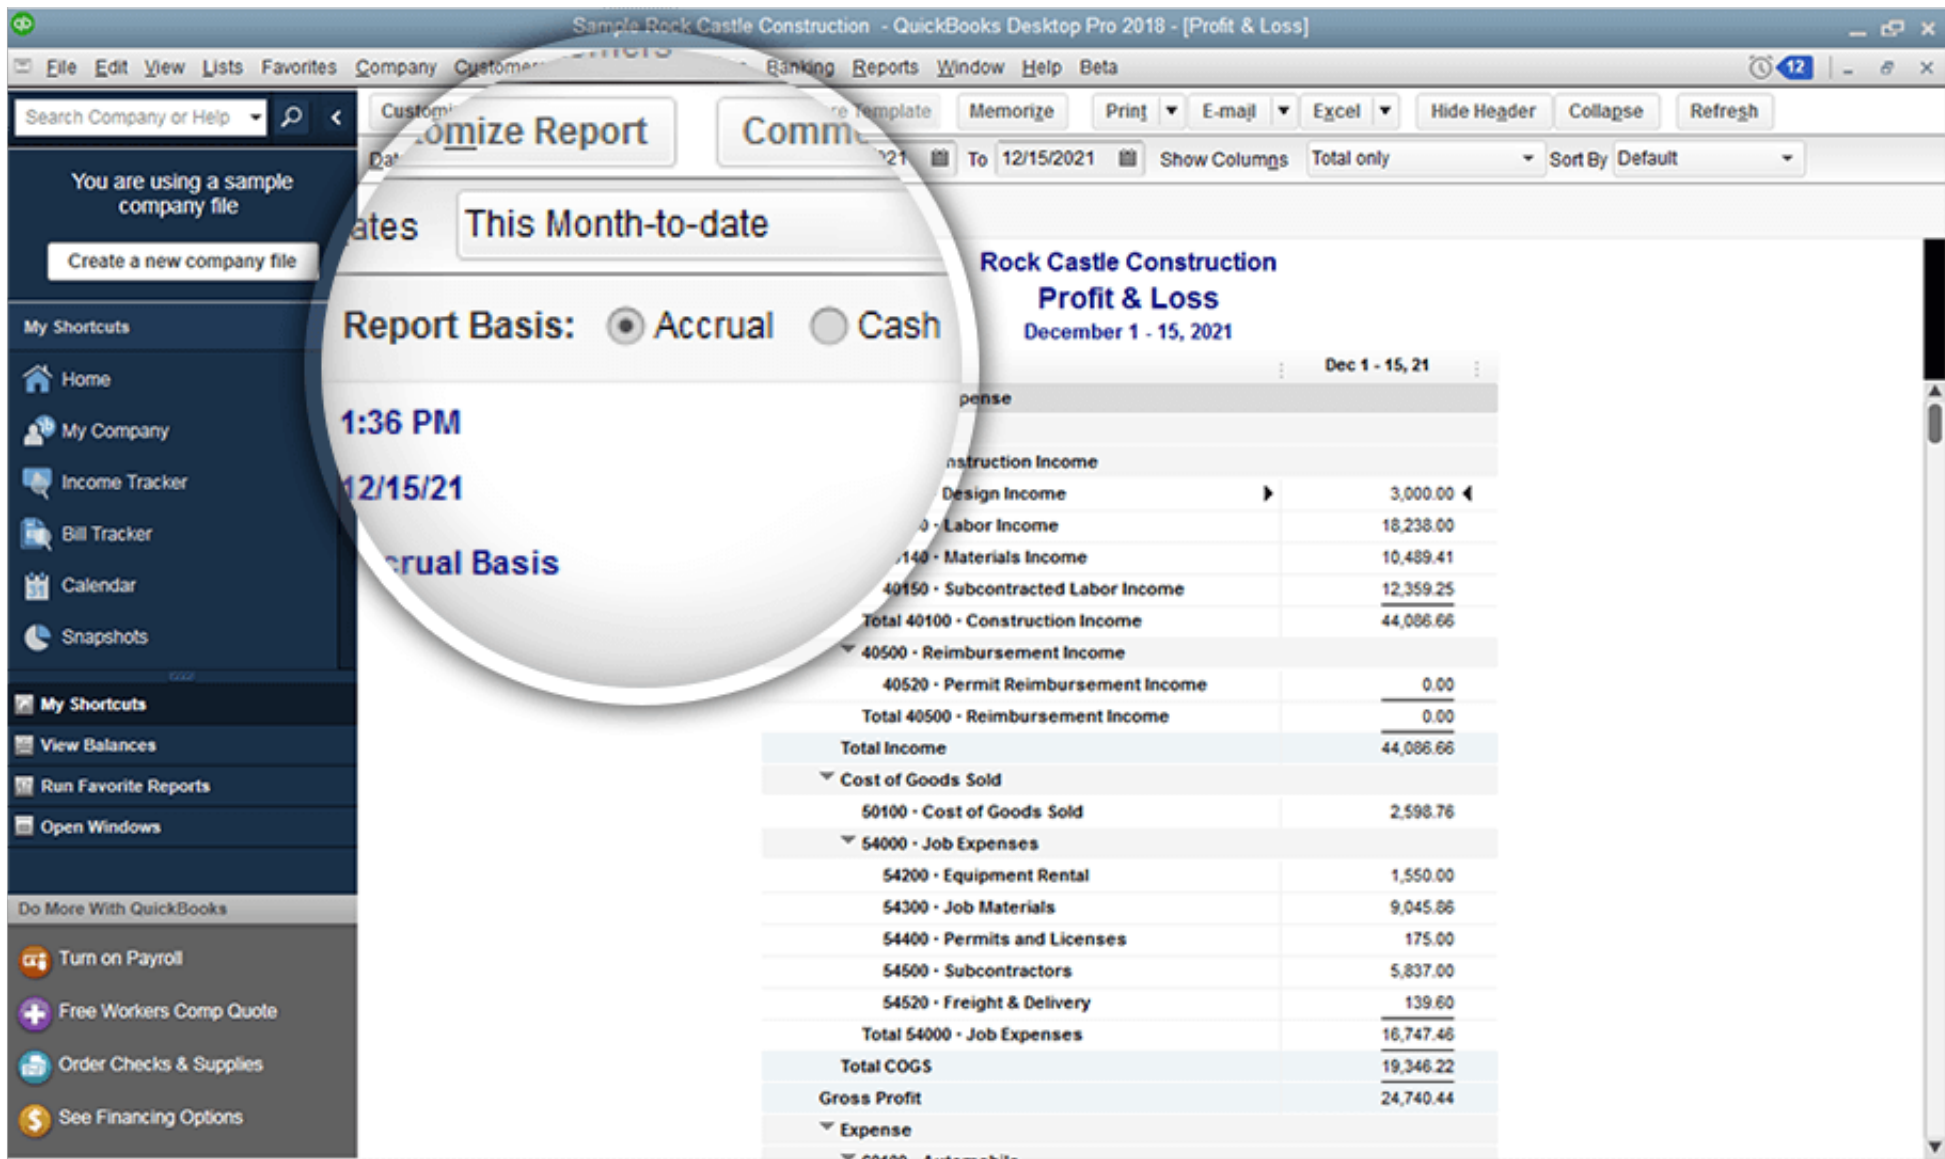 Sample Rock Castle Construction - QuickBooks Desktop Pro 2018 - [Profit & Loss]
File Edit View Lists Favorites Company Customers Banking Reports Window Help Beta 12
Search Company or Help
Template Memorize Print E-mail Excel Hide Header Collapse Refresh
To 12/15/2021 Show Columns Total only Sort By Default
You are using a sample
company file
Create a new company file
My Shortcuts
Home
My Company
Income Tracker
Bill Tracker
Calendar
Snapshots
My Shortcuts
View Balances
Run Favorite Reports
Open Windows
Do More With QuickBooks
Turn on Payroll
Free Workers Comp Quote
Order Checks & Supplies
See Financing Options
omize Report Comm
ates This Month-to-date
Report Basis: Accrual Cash
1:36 PM
12/15/21
crual Basis
Rock Castle Construction
Profit & Loss
December 1 - 15, 2021
Dec 1 - 15, 21
pense
nstruction Income
Design Income 3,000.00
Labor Income 18,238.00
140 · Materials Income 10,489.41
40150 · Subcontracted Labor Income 12,359.25
Total 40100 · Construction Income 44,086.66
40500 · Reimbursement Income
40520 · Permit Reimbursement Income 0.00
Total 40500 · Reimbursement Income 0.00
Total Income 44,086.66
Cost of Goods Sold
50100 · Cost of Goods Sold 2,598.76
54000 · Job Expenses
54200 · Equipment Rental 1,550.00
54300 · Job Materials 9,045.86
54400 · Permits and Licenses 175.00
54500 · Subcontractors 5,837.00
54520 · Freight & Delivery 139.60
Total 54000 · Job Expenses 16,747.46
Total COGS 19,346.22
Gross Profit 24,740.44
Expense